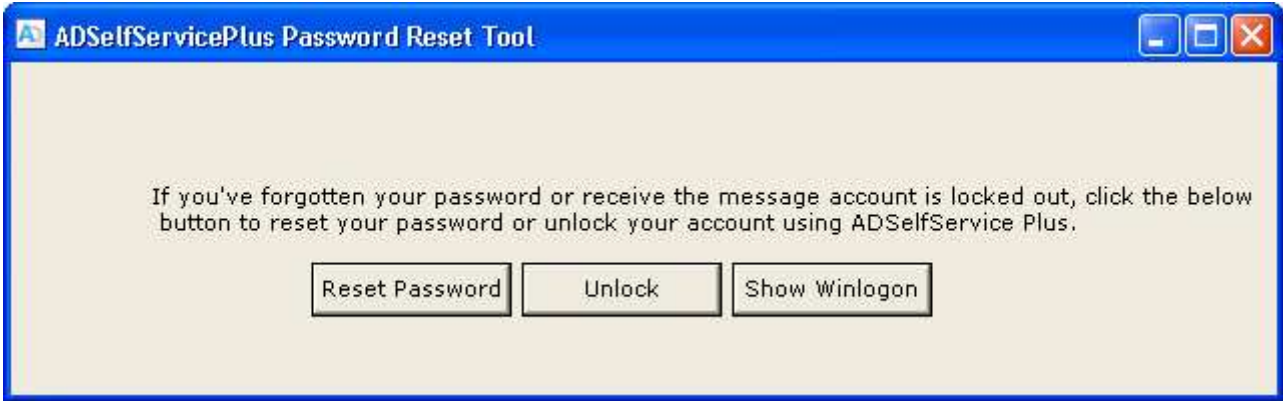 ADSelfServicePlus Password Reset Tool
If you've forgotten your password or receive the message account is locked out, click the below
button to reset your password or unlock your account using ADSelfService Plus.
Reset Password Unlock Show Winlogon